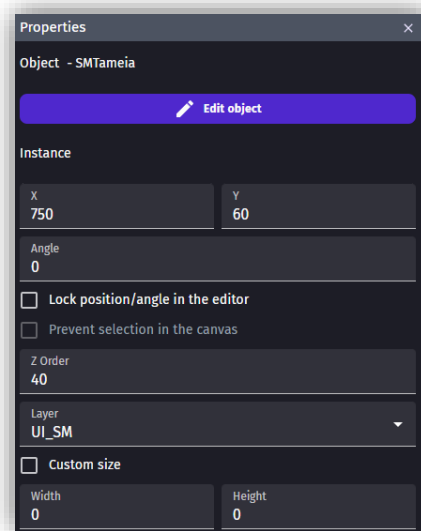 Properties
Object - SMTameia
Edit object
Instance
X
750
Y
60
Angle
0
Lock position/angle in the editor
Prevent selection in the canvas
Z Order
40
Layer
UI_SM
Custom size
Width
0
Height
0